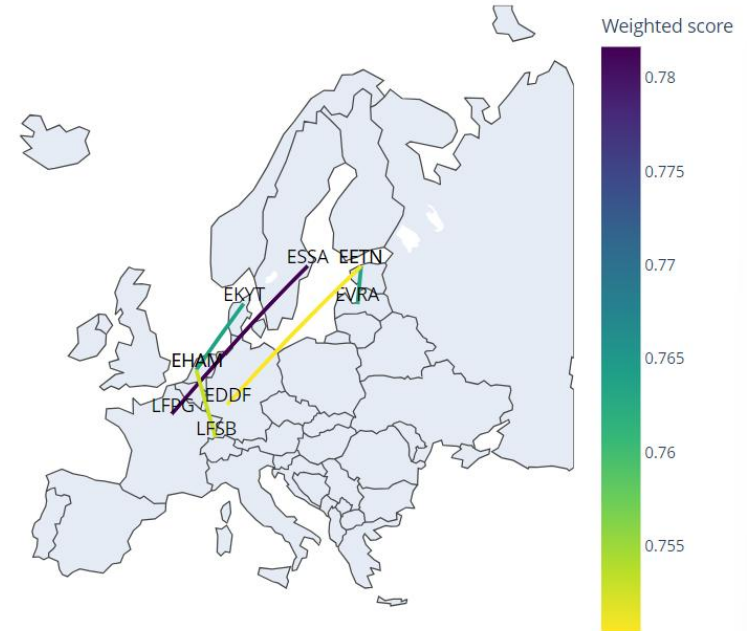 Weighted score
0.78
0.775
0.77
0.765
0.76
0.755
ESSA EETN
EKYT EVRA
EHAM
EDDF
LFPG
LFSB